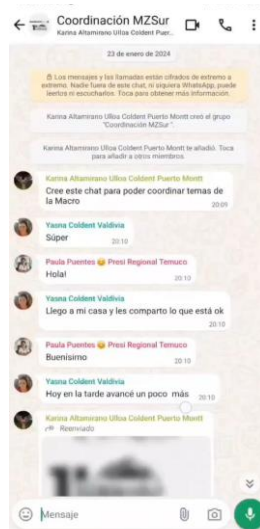 Coordinación MZSur
Karina Altamirano Ulloa Coldent Puer...
23 de enero de 2024
Los mensajes y las llamadas están cifrados de extremo a
extremo. Nadie fuera de este chat, ni siquiera WhatsApp, puede
leerlos ni escucharlos. Toca para obtener más información.
Karina Altamirano Ulloa Coldent Puerto Montt creó el grupo
"Coordinación MZSur".
Karina Altamirano Ulloa Coldent Puerto Montt te añadió. Toca
para añadir a otros miembros.
Karina Altamirano Ulloa Coldent Puerto Montt
Cree este chat para poder coordinar temas de
la Macro
20:09
Yasna Coldent Valdivia
Súper
20:10
Paula Puentes 😊 Presi Regional Temuco
Hola!
20:10
Yasna Coldent Valdivia
Llego a mi casa y les comparto lo que está ok
20:10
Paula Puentes 😊 Presi Regional Temuco
Buenísimo
20:10
Yasna Coldent Valdivia
Hoy en la tarde avancé un poco más
20:10
Karina Altamirano Ulloa Coldent Puerto Montt
Reenviado
Mensaje